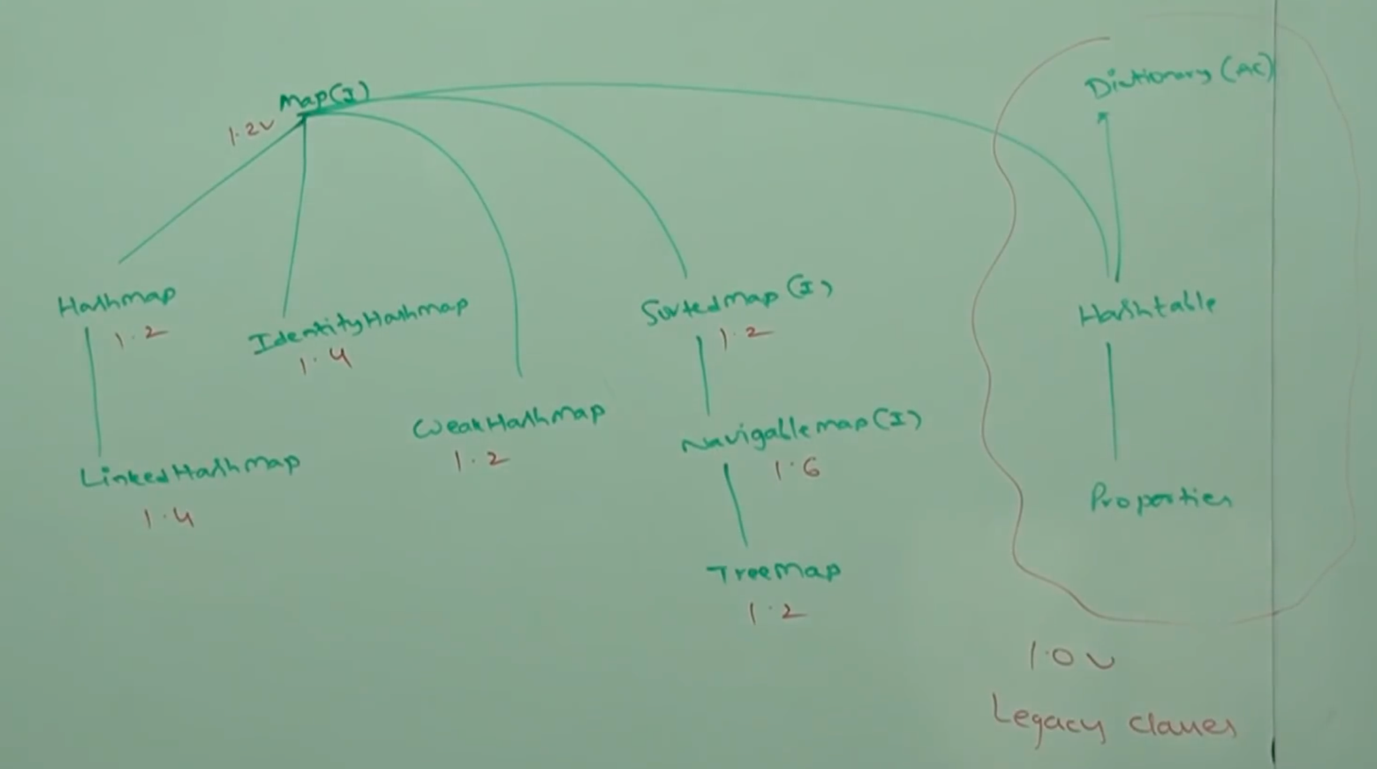 Dictionary (AC)
Map(I)
1.2v
Hashmap
1.2
IdentityHashmap
1.4
SortedMap (I)
1.2
Hashtable
WeakHashMap
1.2
Navigablemap(I)
1.6
LinkedHashMap
1.4
Properties
TreeMap
1.2
1.0 v
Legacy classes